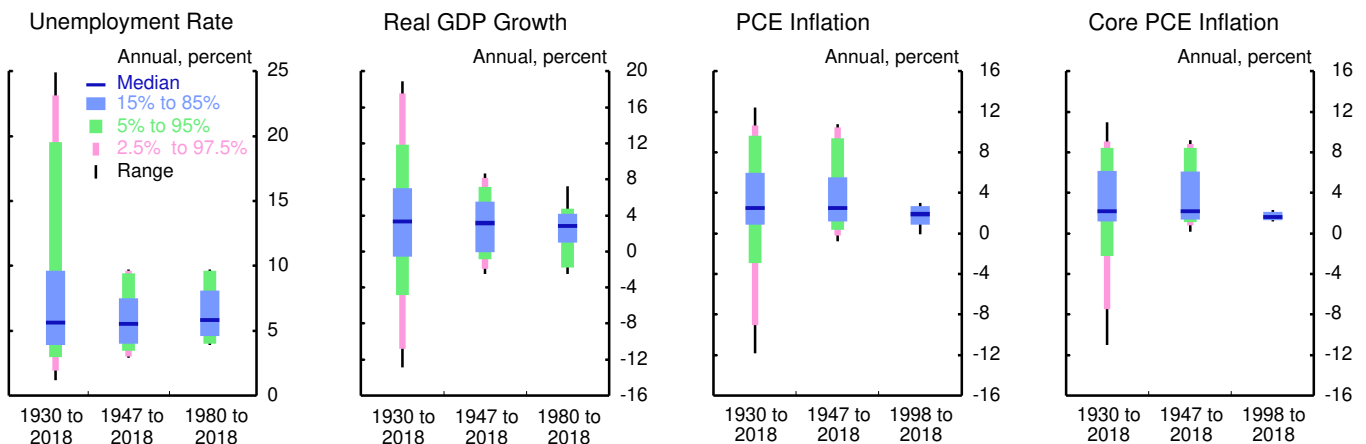 Unemployment Rate
Annual, percent
25
20
15
10
5
0
Median
15% to 85%
5% to 95%
2.5% to 97.5%
Range
1930 to
2018
1947 to
2018
1980 to
2018
Real GDP Growth
Annual, percent
20
16
12
8
4
0
-4
-8
-12
-16
1930 to
2018
1947 to
2018
1980 to
2018
PCE Inflation
Annual, percent
16
12
8
4
0
-4
-8
-12
-16
1930 to
2018
1947 to
2018
1998 to
2018
Core PCE Inflation
Annual, percent
16
12
8
4
0
-4
-8
-12
-16
1930 to
2018
1947 to
2018
1998 to
2018